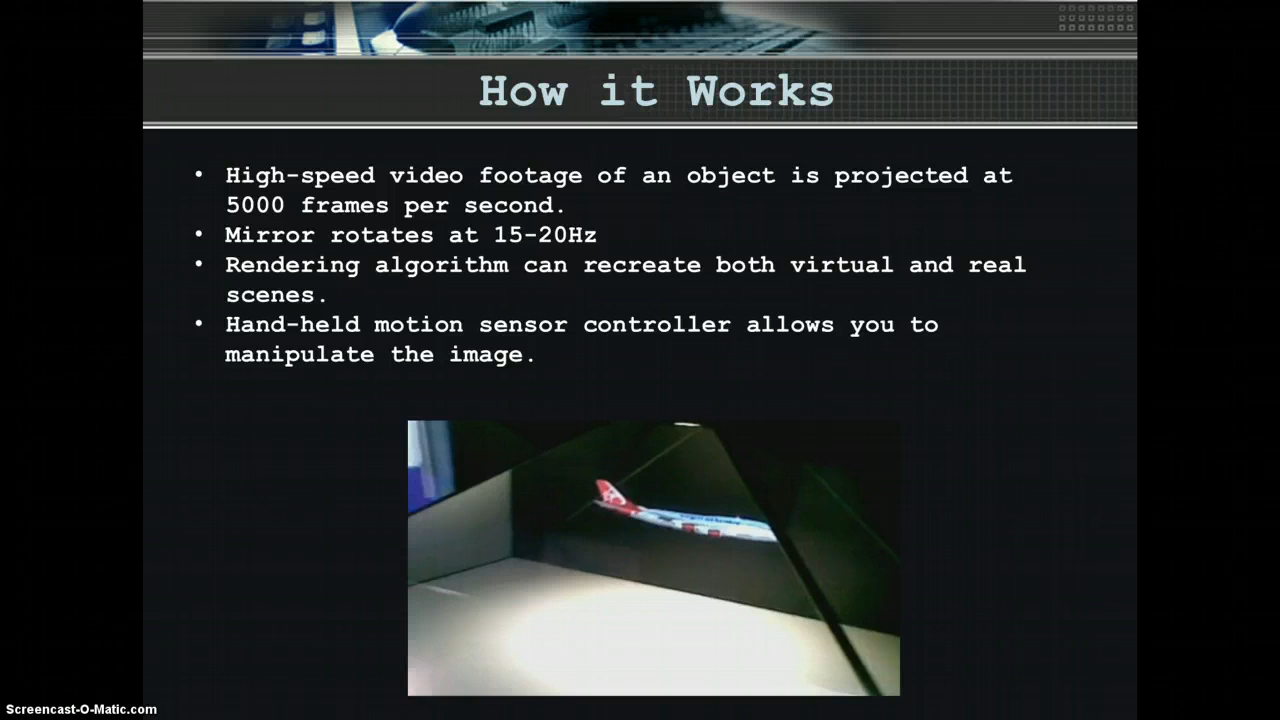 How it Works
• High-speed video footage of an object is projected at
5000 frames per second.
• Mirror rotates at 15-20Hz
• Rendering algorithm can recreate both virtual and real
scenes.
• Hand-held motion sensor controller allows you to
manipulate the image.
Screencast-O-Matic.com